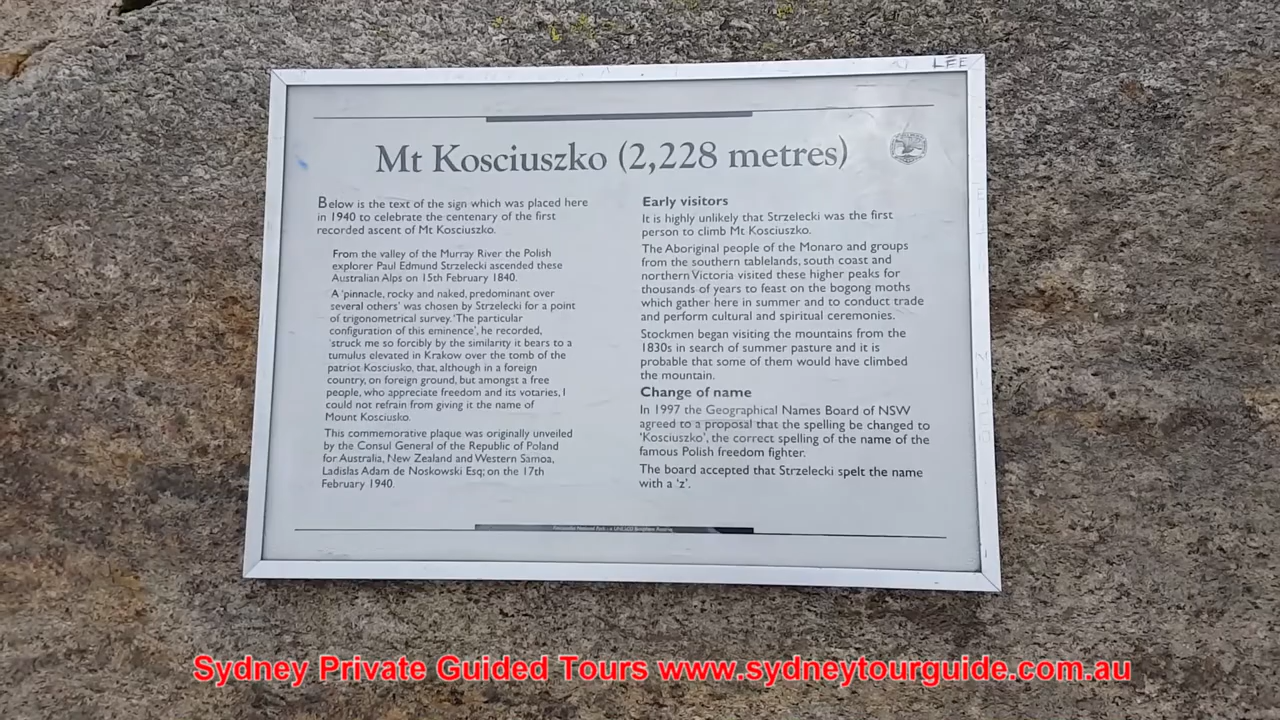 LEE
Mt Kosciuszko (2,228 metres)
Below is the text of the sign which was placed here
in 1940 to celebrate the centenary of the first
recorded ascent of Mt Kosciuszko.
From the valley of the Murray River the Polish
explorer Paul Edmund Strzelecki ascended these
Australian Alps on 15th February 1840.
A 'pinnacle, rocky and naked, predominant over
several others' was chosen by Strzelecki for a point
of trigonometrical survey. 'The particular
configuration of this eminence', he recorded,
'struck me so forcibly by the similarity it bears to a
tumulus elevated in Krakow over the tomb of the
patriot Kosciusko, that, although in a foreign
country, on foreign ground, but amongst a free
people, who appreciate freedom and its votaries, I
could not refrain from giving it the name of
Mount Kosciusko.
This commemorative plaque was originally unveiled
by the Consul General of the Republic of Poland
for Australia, New Zealand and Western Samoa,
Ladislas Adam de Noskowski Esq; on the 17th
February 1940.
Early visitors
It is highly unlikely that Strzelecki was the first
person to climb Mt Kosciuszko.
The Aboriginal people of the Monaro and groups
from the southern tablelands, south coast and
northern Victoria visited these higher peaks for
thousands of years to feast on the bogong moths
which gather here in summer and to conduct trade
and perform cultural and spiritual ceremonies.
Stockmen began visiting the mountains from the
1830s in search of summer pasture and it is
probable that some of them would have climbed
the mountain.
Change of name
In 1997 the Geographical Names Board of NSW
agreed to a proposal that the spelling be changed to
'Kosciuszko', the correct spelling of the name of the
famous Polish freedom fighter.
The board accepted that Strzelecki spelt the name
with a 'z'.
Kosciuszko National Park - a UNESCO Biosphere Reserve
Sydney Private Guided Tours www.sydneytourguide.com.au